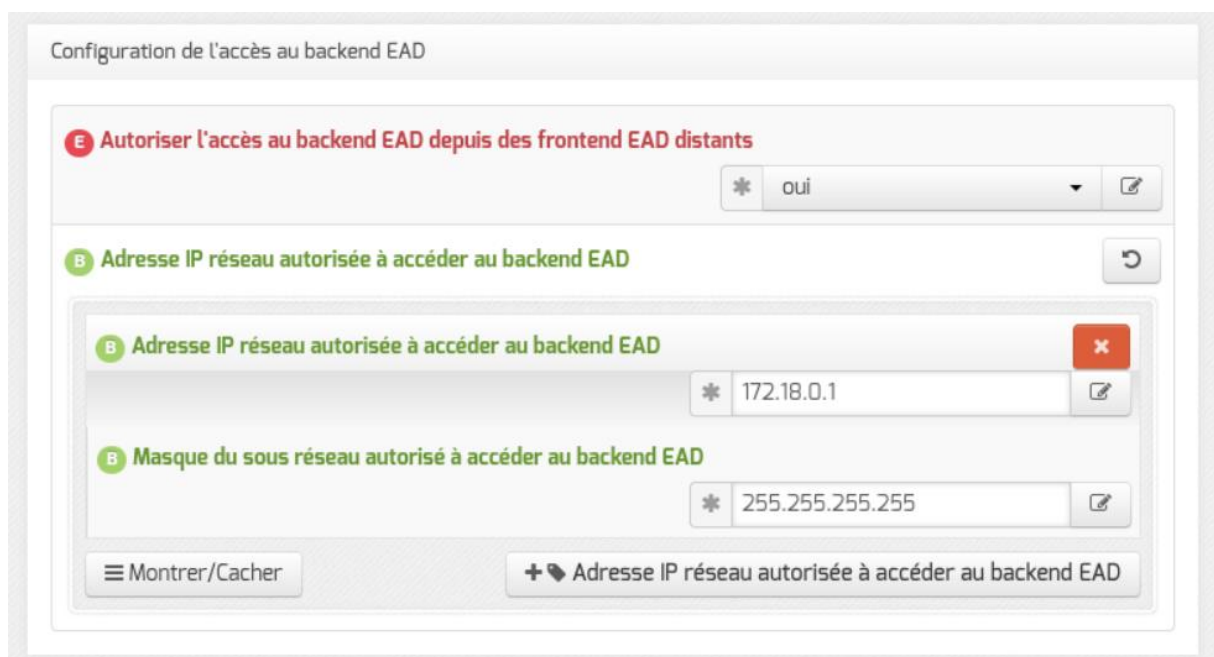 Configuration de l'accès au backend EAD
E Autoriser l'accès au backend EAD depuis des frontend EAD distants
✱ oui
B Adresse IP réseau autorisée à accéder au backend EAD
B Adresse IP réseau autorisée à accéder au backend EAD
✱ 172.18.0.1
B Masque du sous réseau autorisé à accéder au backend EAD
✱ 255.255.255.255
Montrer/Cacher
+ Adresse IP réseau autorisée à accéder au backend EAD